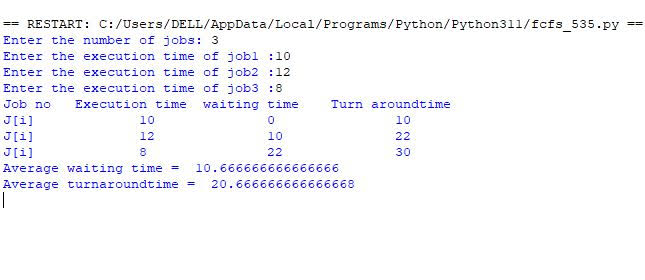 == RESTART: C:/Users/DELL/AppData/Local/Programs/Python/Python311/fcfs_535.py ==
Enter the number of jobs: 3
Enter the execution time of job1 :10
Enter the execution time of job2 :12
Enter the execution time of job3 :8
Job no   Execution time  waiting time    Turn aroundtime
J[i]             10              0               10
J[i]             12              10              22
J[i]             8               22              30
Average waiting time =  10.666666666666666
Average turnaroundtime =  20.666666666666668